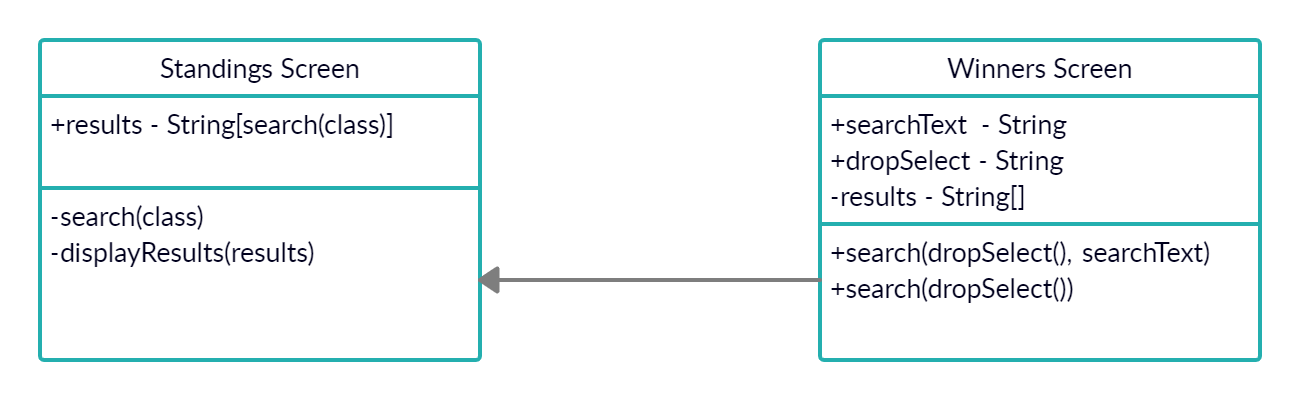 Standings Screen
+results - String[search(class)]
-search(class)
-displayResults(results)
Winners Screen
+searchText  - String
+dropSelect - String
-results - String[]
+search(dropSelect(), searchText)
+search(dropSelect())